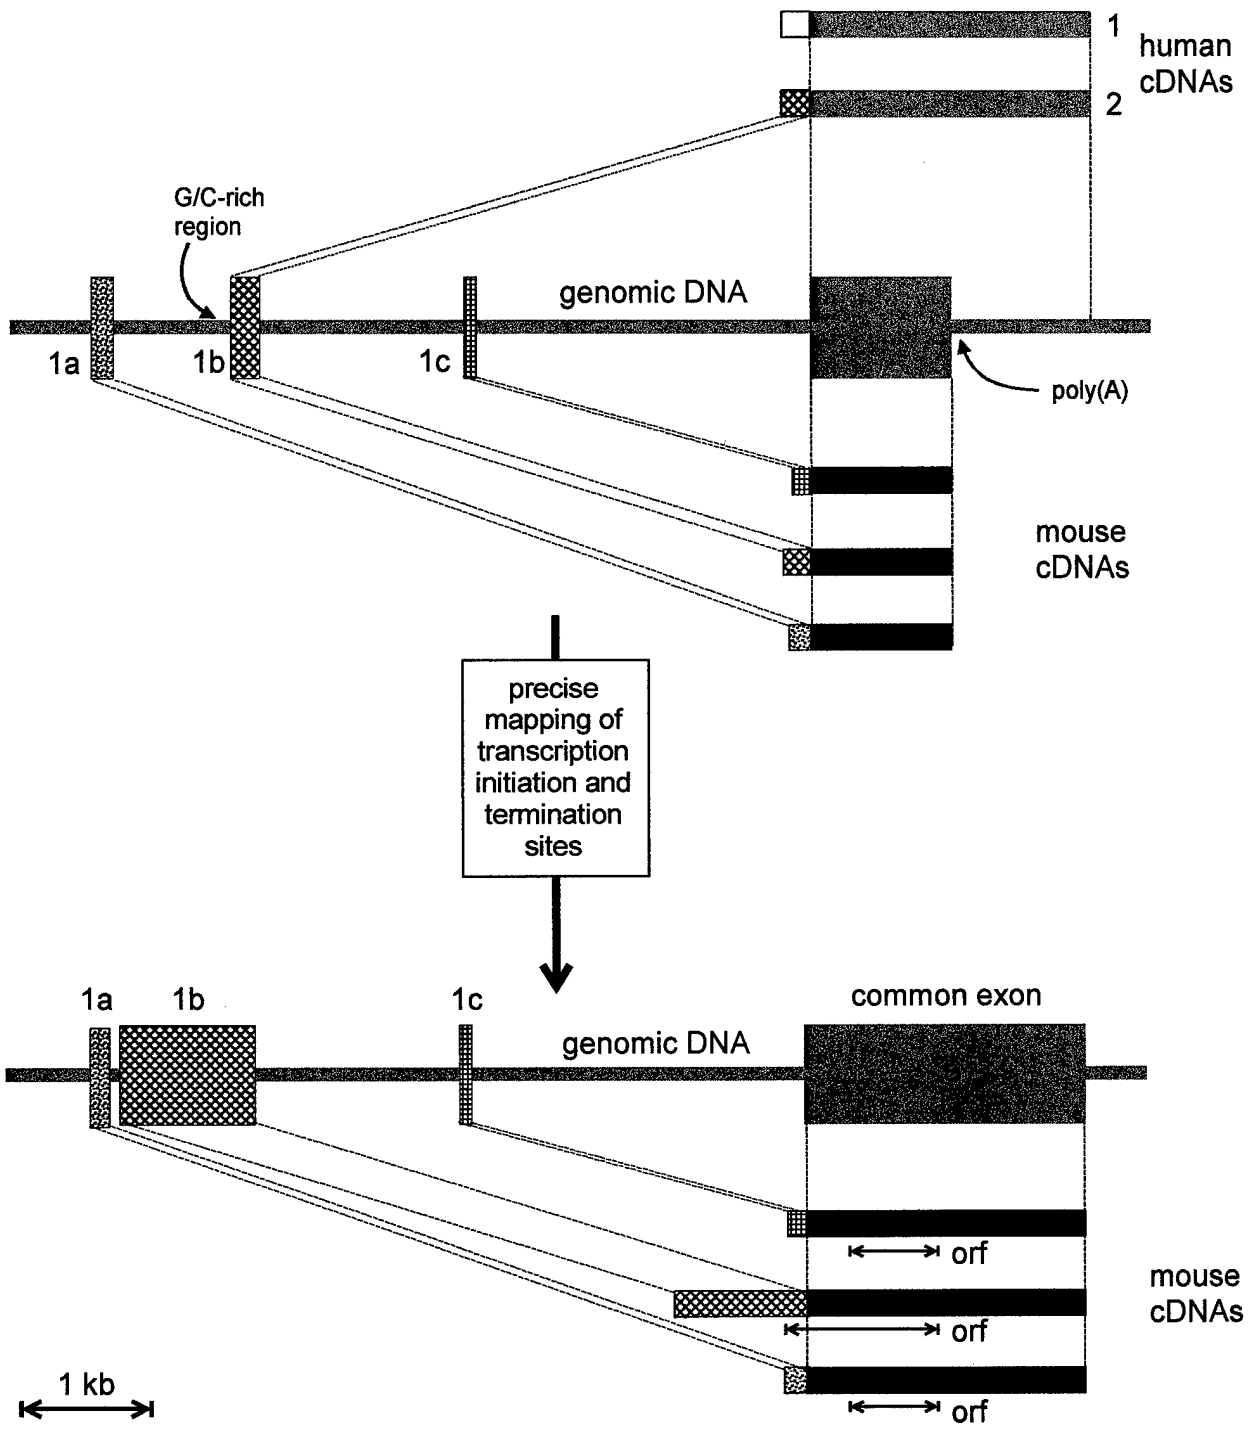 1
human
cDNAs
2
G/C-rich
region
genomic DNA
1a
1b
1c
poly(A)
mouse
cDNAs
precise
mapping of
transcription
initiation and
termination
sites
1a
1b
1c
common exon
genomic DNA
orf
mouse
cDNAs
orf
1 kb
orf